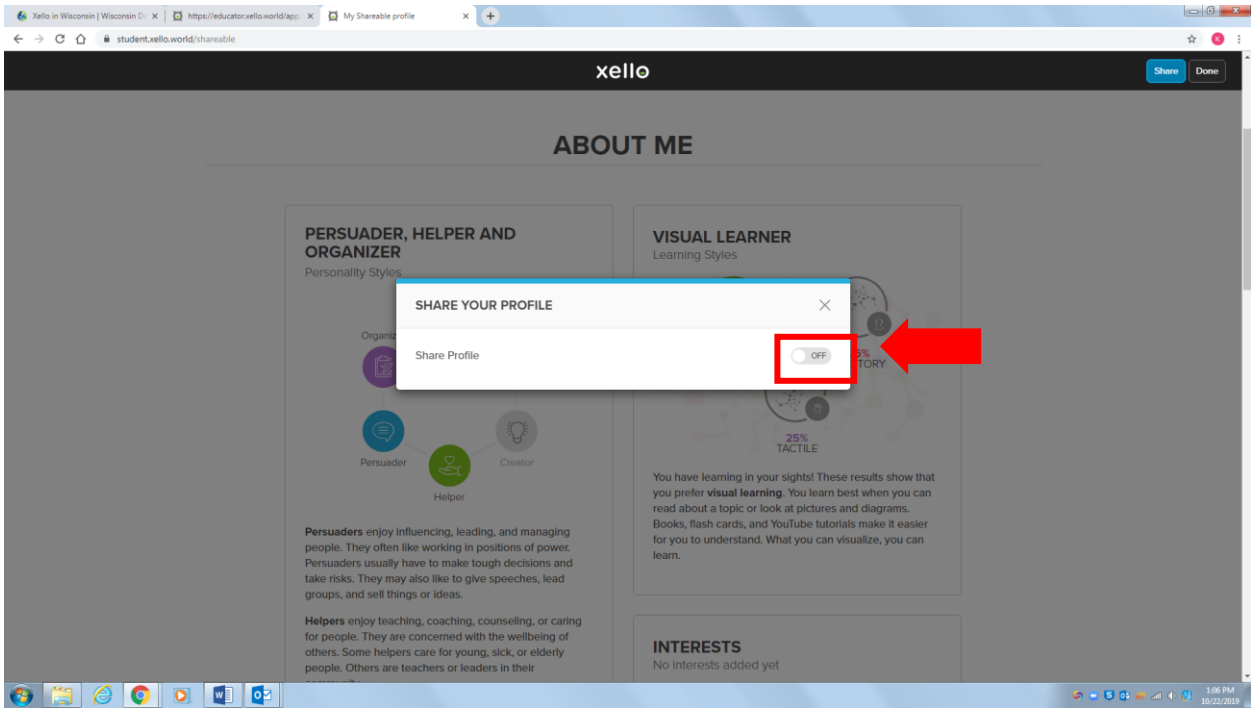 Xello in Wisconsin | Wisconsin D
https://educator.xello.world/app
My Shareable profile
student.xello.world/shareable
K
xello
Share
Done
ABOUT ME
PERSUADER, HELPER AND
ORGANIZER
Personality Styles
Organiz
Persuader
Creator
Helper
Persuaders enjoy influencing, leading, and managing
people. They often like working in positions of power.
Persuaders usually have to make tough decisions and
take risks. They may also like to give speeches, lead
groups, and sell things or ideas.
Helpers enjoy teaching, coaching, counseling, or caring
for people. They are concerned with the wellbeing of
others. Some helpers care for young, sick, or elderly
people. Others are teachers or leaders in their
community.
SHARE YOUR PROFILE
Share Profile
OFF
VISUAL LEARNER
Learning Styles
5%
TORY
25%
TACTILE
You have learning in your sights! These results show that
you prefer visual learning. You learn best when you can
read about a topic or look at pictures and diagrams.
Books, flash cards, and YouTube tutorials make it easier
for you to understand. What you can visualize, you can
learn.
INTERESTS
No interests added yet
1:06 PM
10/22/2019